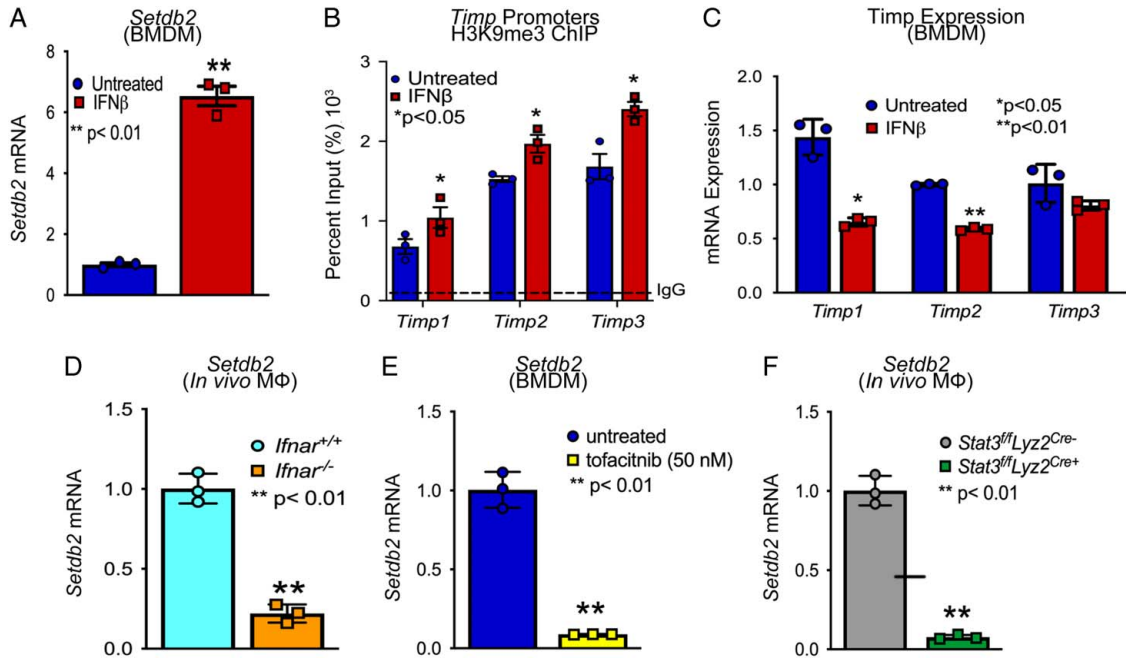 A
Setdb2
(BMDM)
Setdb2 mRNA
8
6
4
2
0
Untreated
IFNβ
** p< 0.01
**
B
Timp Promoters
H3K9me3 ChIP
Percent Input (%) 10³
3
2
1
0
Untreated
IFNβ
*p<0.05
*
*
*
IgG
Timp1
Timp2
Timp3
C
Timp Expression
(BMDM)
mRNA Expression
2.0
1.5
1.0
0.5
0.0
Untreated
IFNβ
*p<0.05
**p<0.01
*
**
Timp1
Timp2
Timp3
D
Setdb2
(In vivo MΦ)
Setdb2 mRNA
1.5
1.0
0.5
0.0
Ifnar+/+
Ifnar-/-
** p< 0.01
**
E
Setdb2
(BMDM)
Setdb2 mRNA
1.5
1.0
0.5
0.0
untreated
tofacitnib (50 nM)
** p< 0.01
**
F
Setdb2
(In vivo MΦ)
Setdb2 mRNA
1.5
1.0
0.5
0.0
Stat3f/fLyz2Cre-
Stat3f/fLyz2Cre+
** p< 0.01
**